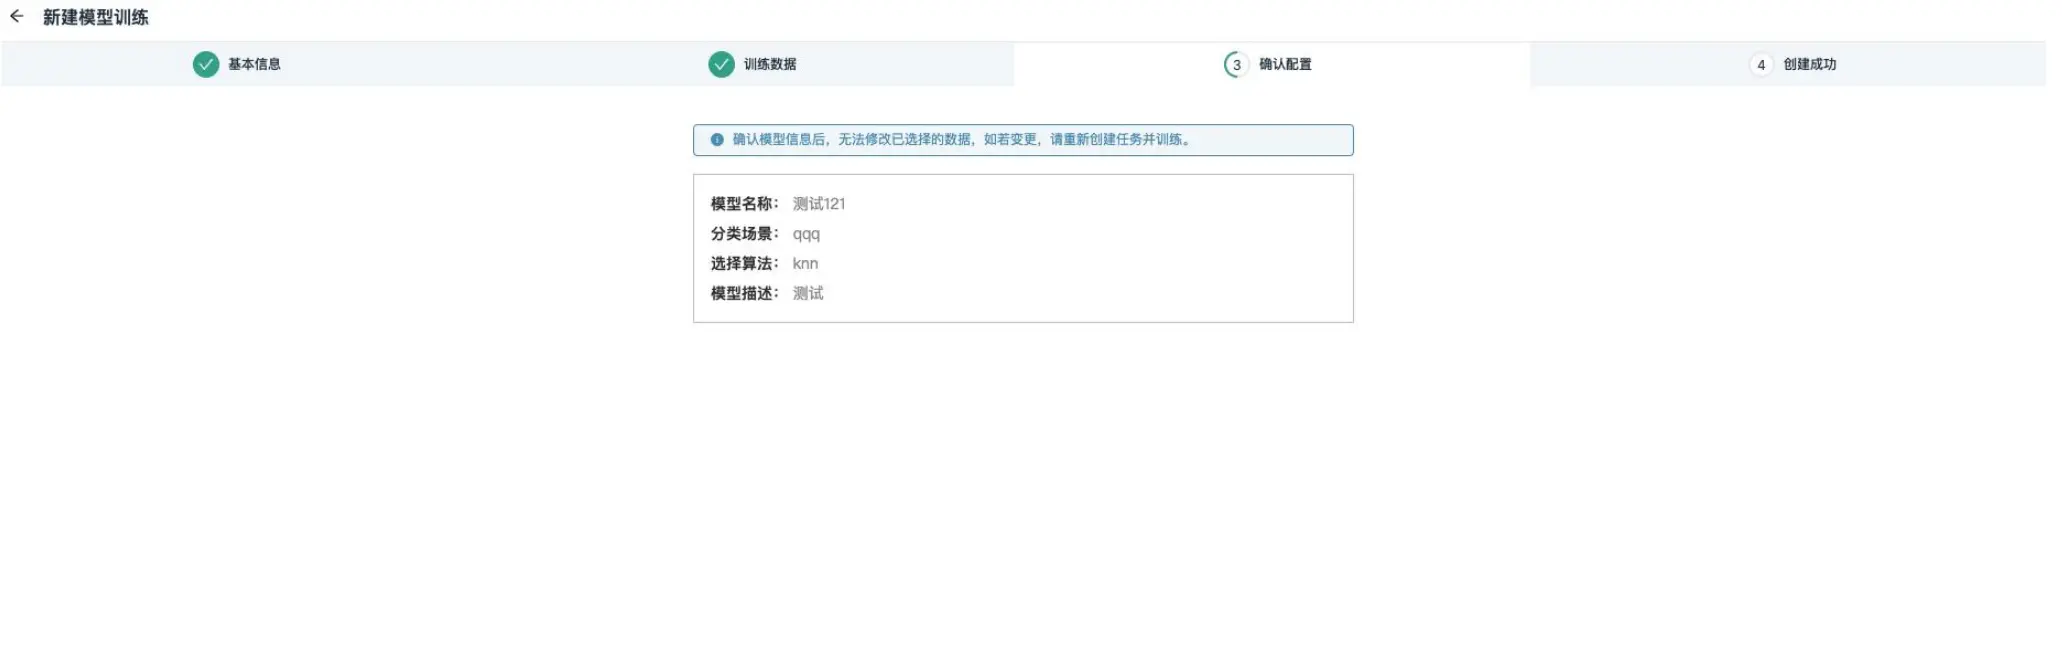 新建模型训练
基本信息
训练数据
3 确认配置
4 创建成功
确认模型信息后，无法修改已选择的数据，如若变更，请重新创建任务并训练。
模型名称： 测试121
分类场景： qqq
选择算法： knn
模型描述： 测试